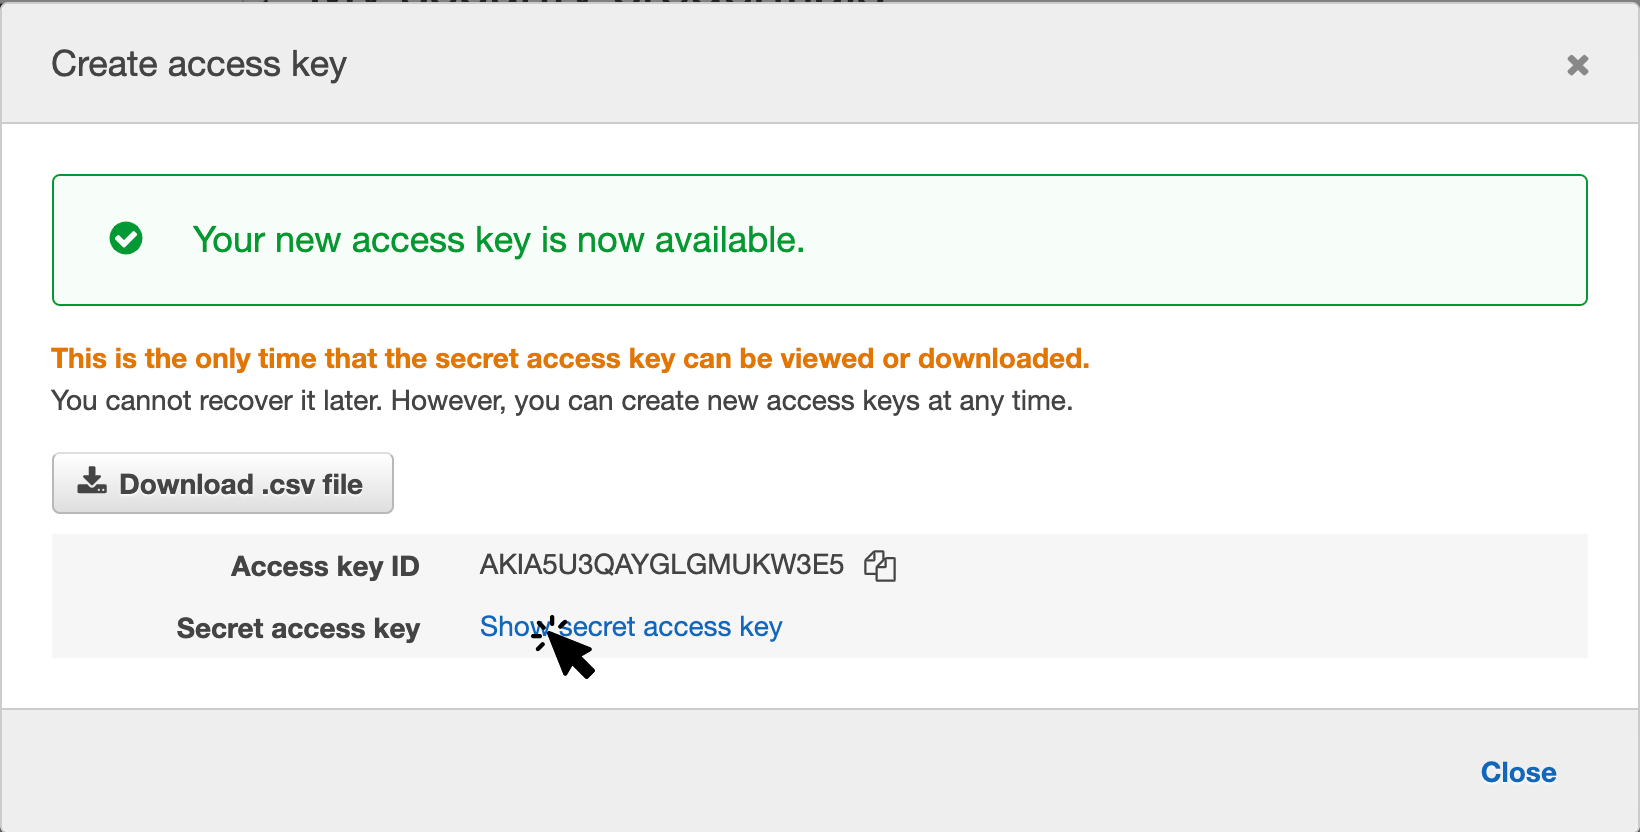 Create access key
Your new access key is now available.
This is the only time that the secret access key can be viewed or downloaded.
You cannot recover it later. However, you can create new access keys at any time.
Download .csv file
Access key ID AKIA5U3QAYGLGMUKW3E5
Secret access key Show secret access key
Close